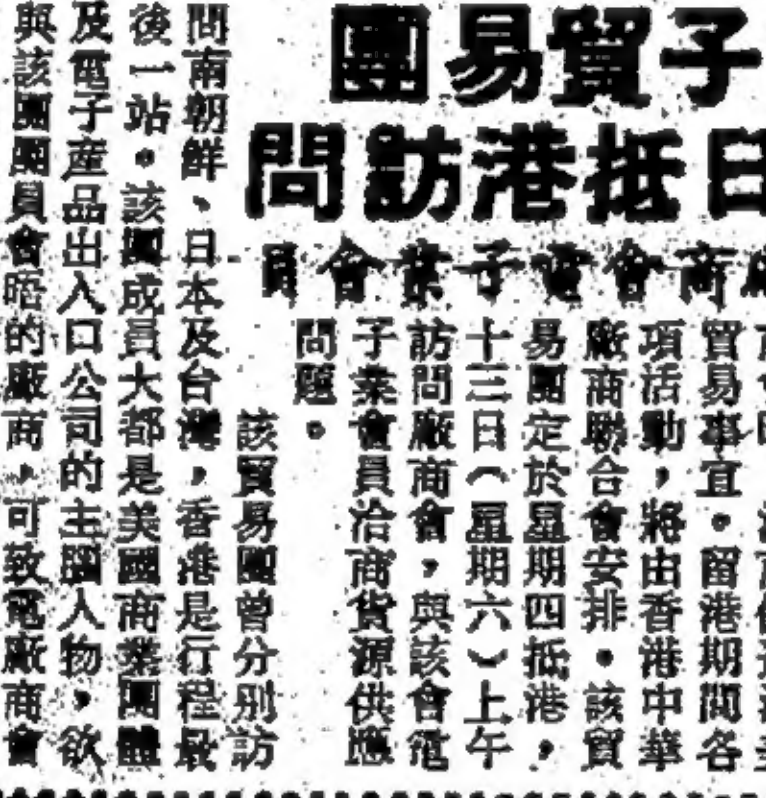 子貿易團
日抵港訪問
廠商會電子業會員
貿易事宜。留港期間各
項活動，將由香港中華
廠商聯合會安排。該貿
易團定於星期四抵港，
十三日（星期六）上午
訪問廠商會，與該會電
子業會員洽商貨源供應
問題。
該貿易團曾分別訪
問南朝鮮、日本及台灣，香港是行程最
後一站。該團成員大都是美國商業團體
及電子產品出入口公司的主腦人物，欲
與該團團員會晤的廠商，可致電廠商會